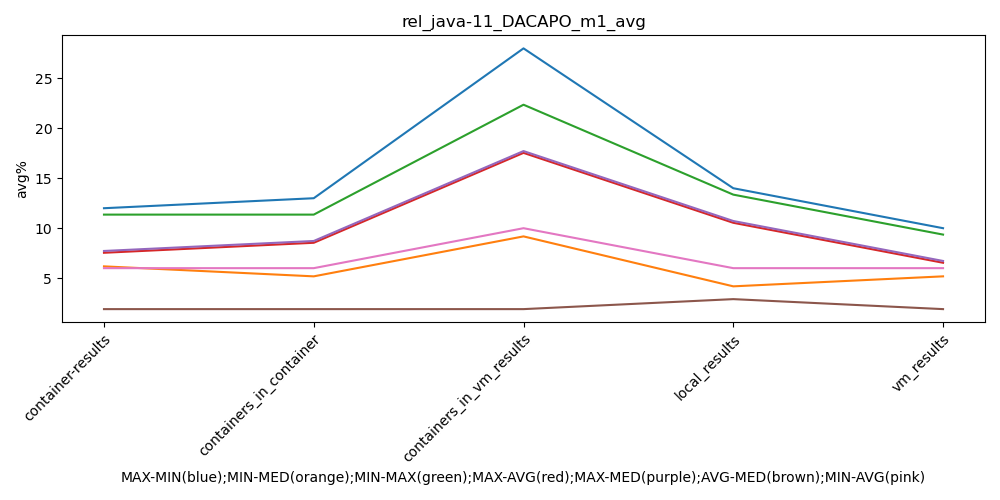 rel_java-11_DACAPO_m1_avg
avg%
25
20
15
10
5
container-results
containers_in_container
containers_in_vm_results
local_results
vm_results
MAX-MIN(blue);MIN-MED(orange);MIN-MAX(green);MAX-AVG(red);MAX-MED(purple);AVG-MED(brown);MIN-AVG(pink)